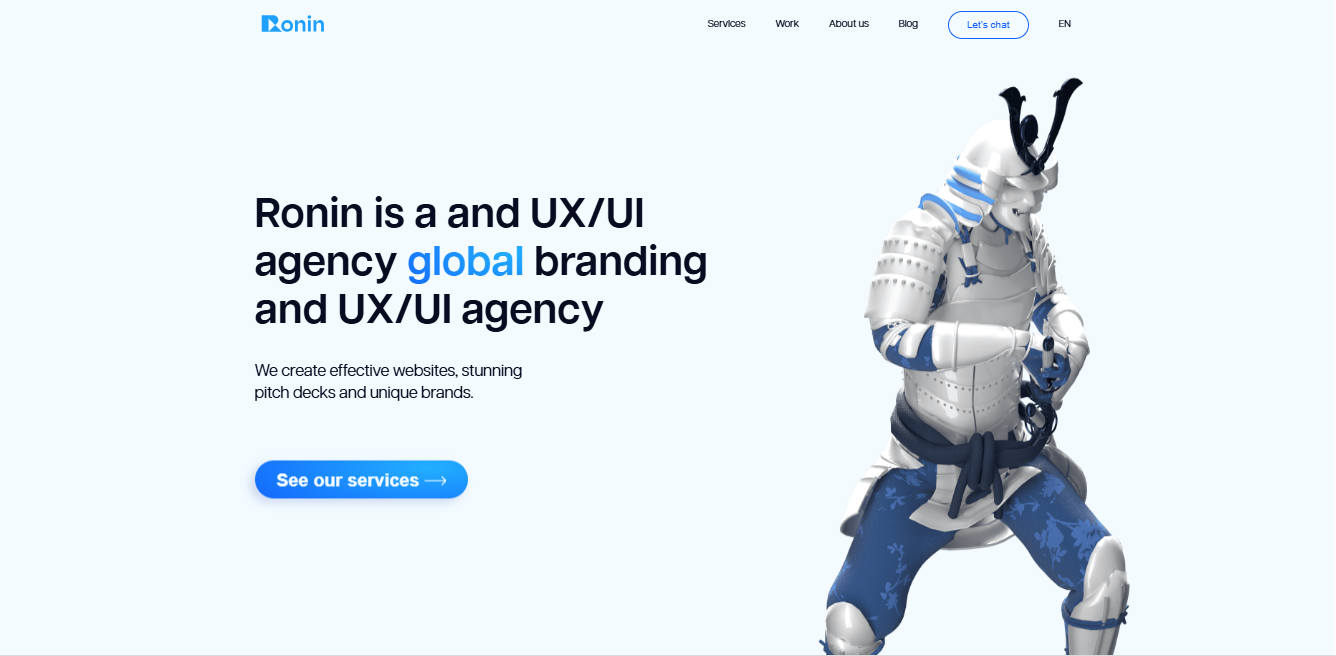 Ronin
Services Work About us Blog Let's chat EN
Ronin is a and UX/UI
agency global branding
and UX/UI agency
We create effective websites, stunning
pitch decks and unique brands.
See our services